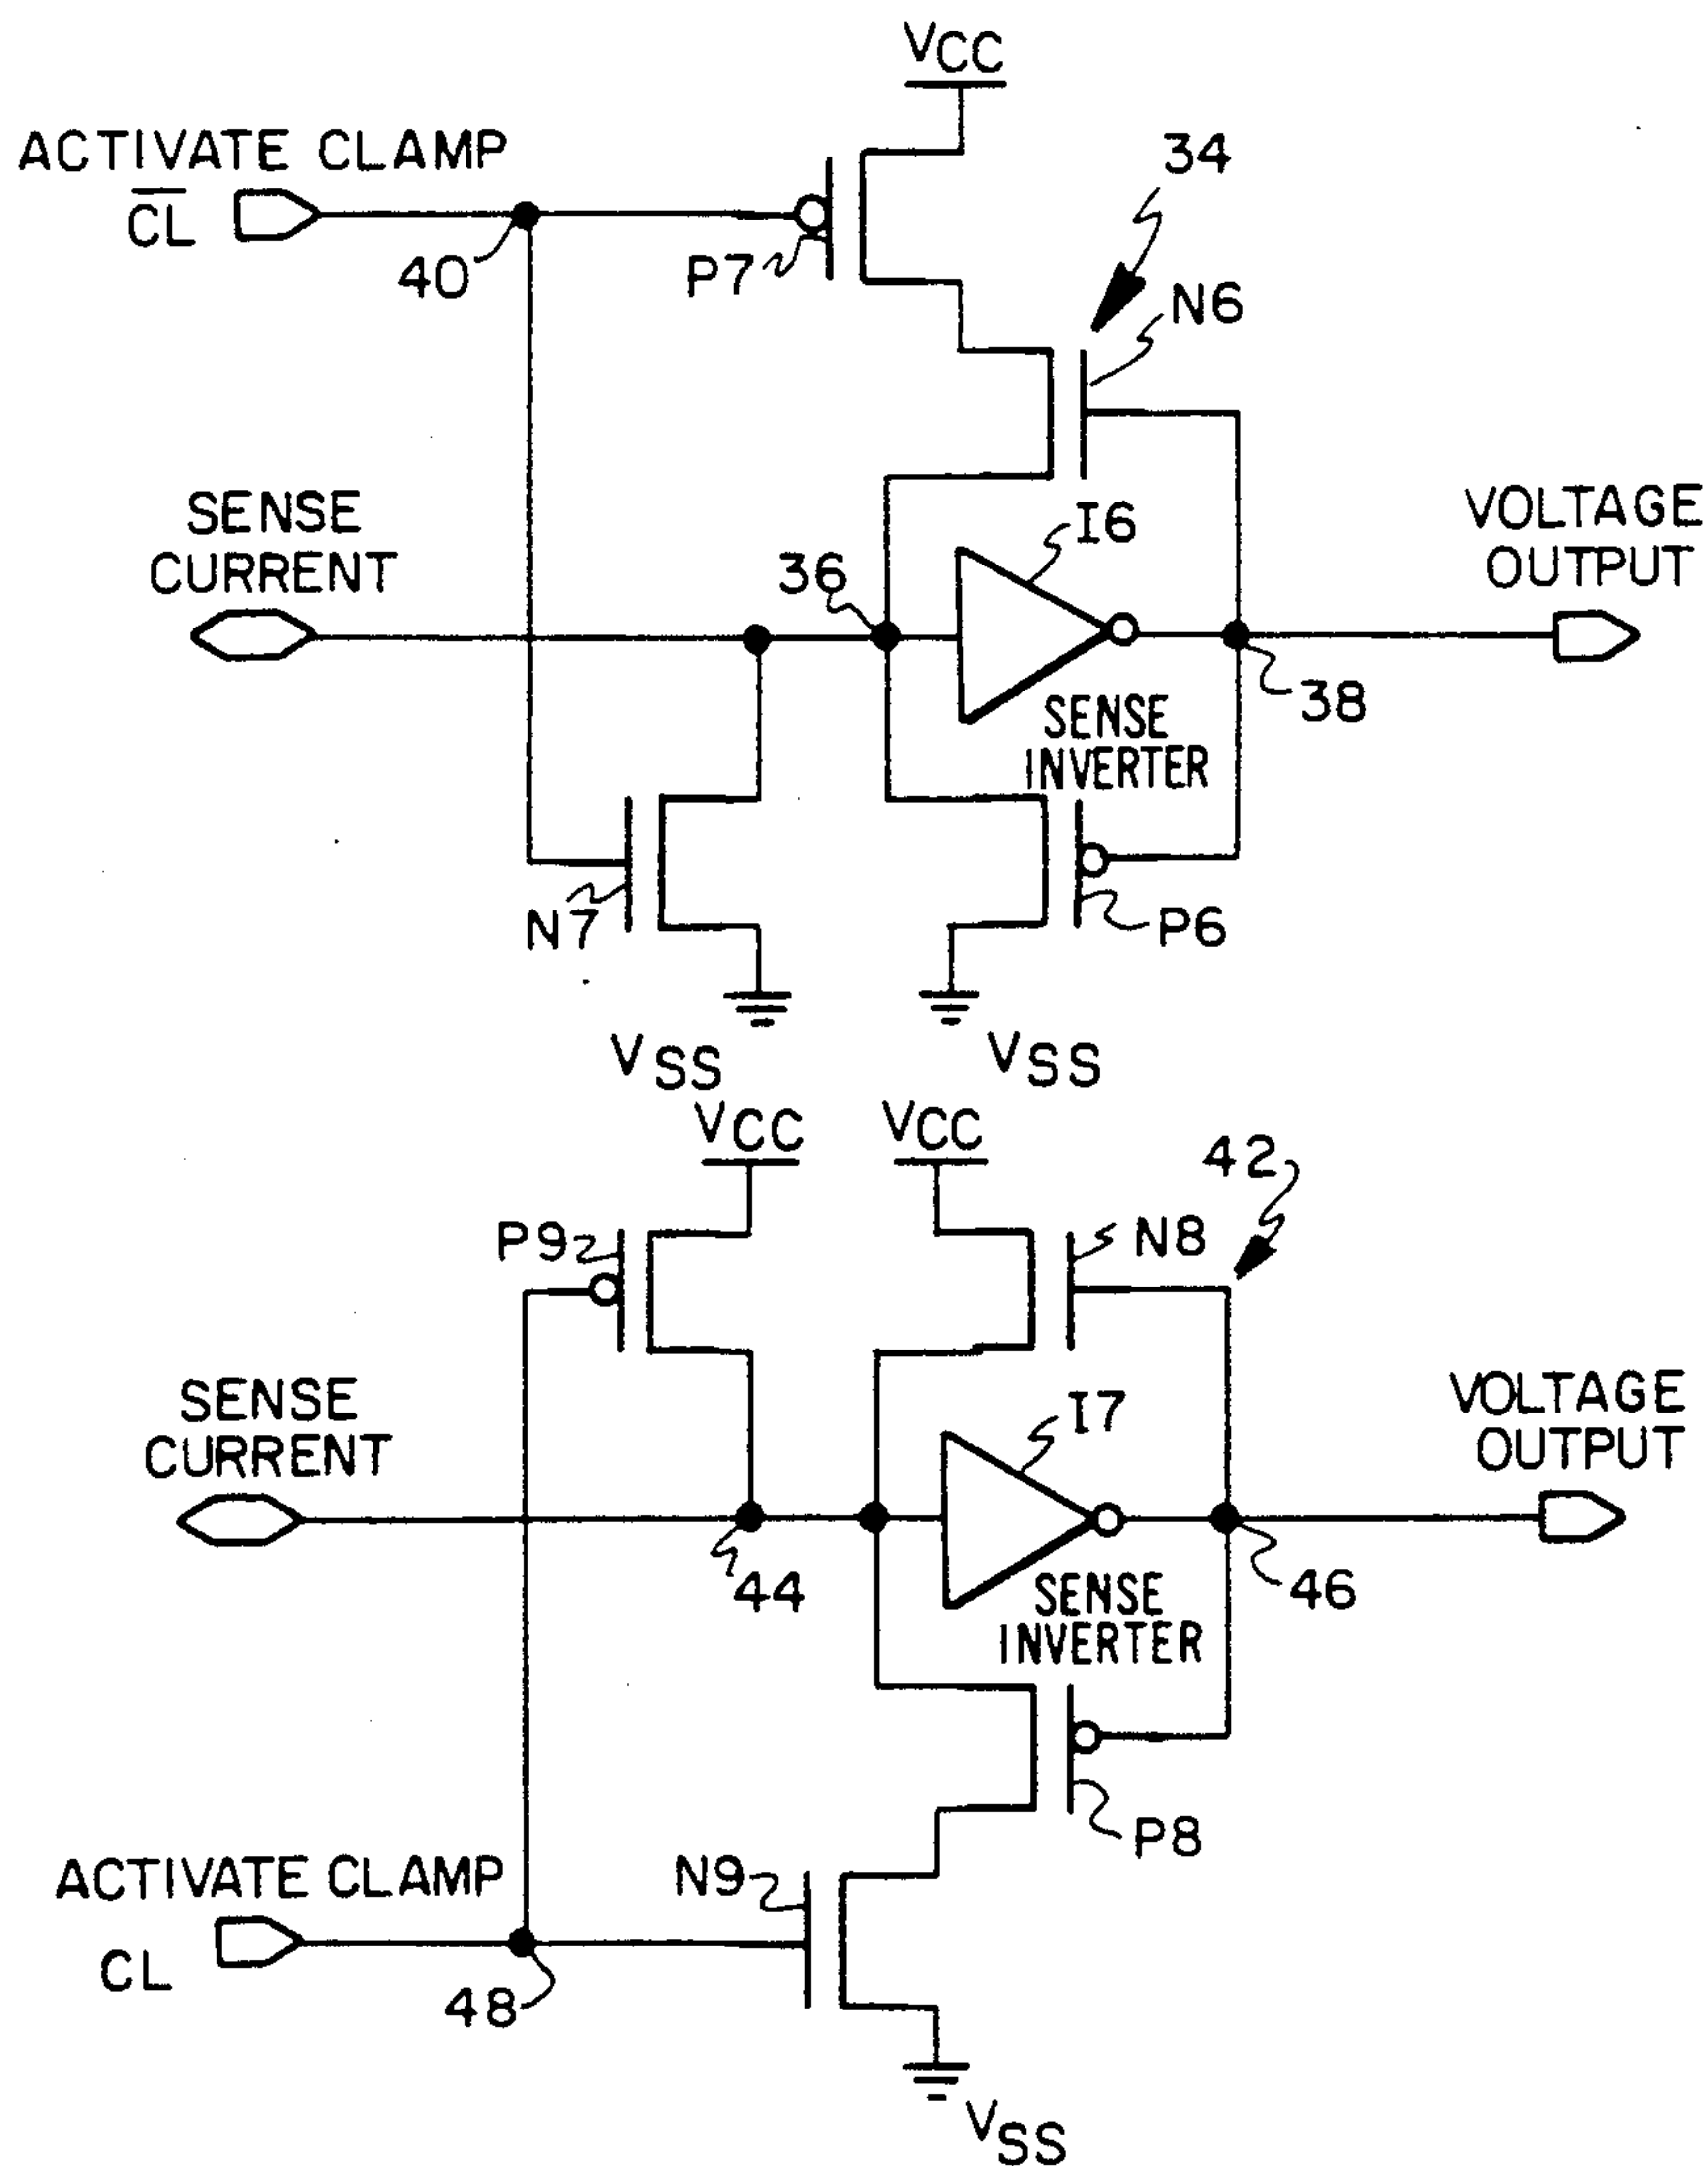 VCC
ACTIVATE CLAMP
34
C̅L̅
40
P7
N6
SENSE
CURRENT
I6
VOLTAGE
OUTPUT
36
38
SENSE
INVERTER
N7
P6
VSS
VSS
VCC
VCC
42
P9
N8
SENSE
CURRENT
I7
VOLTAGE
OUTPUT
44
46
SENSE
INVERTER
P8
ACTIVATE CLAMP
N9
CL
48
VSS